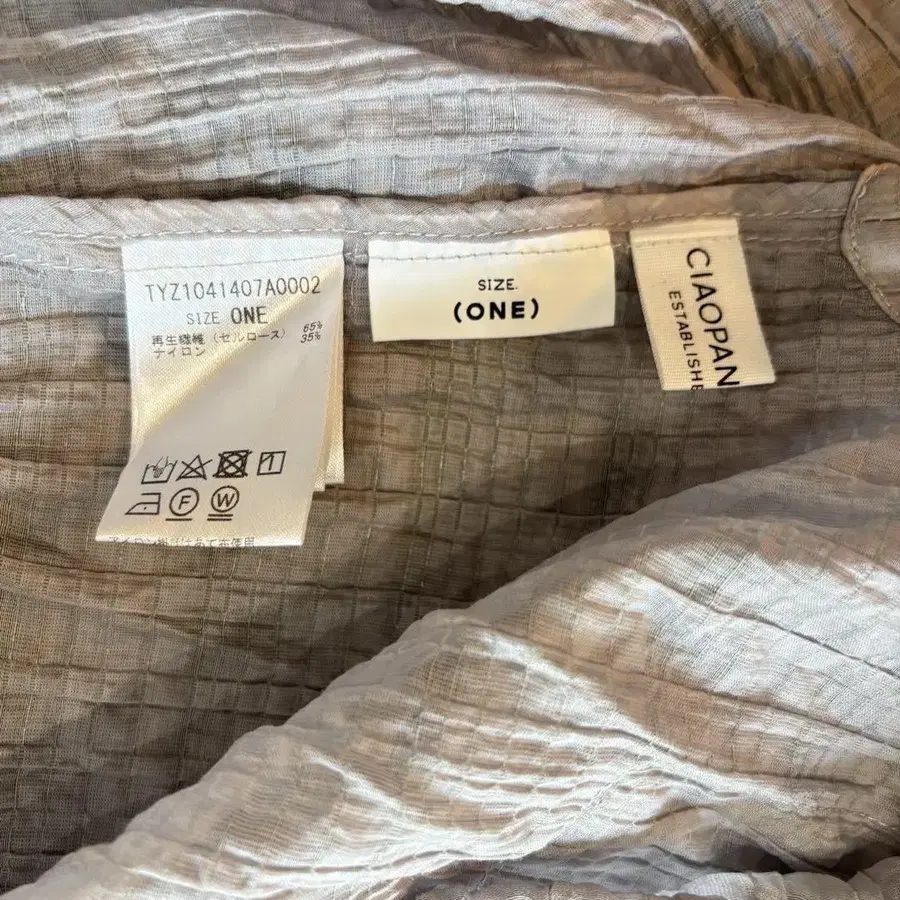 TYZ1041407A0002
SIZE ONE
再生繊維 (セルロース) 65%
ナイロン 35%
F W
SIZE.
(ONE)
CIAOPAN
ESTABLISHE